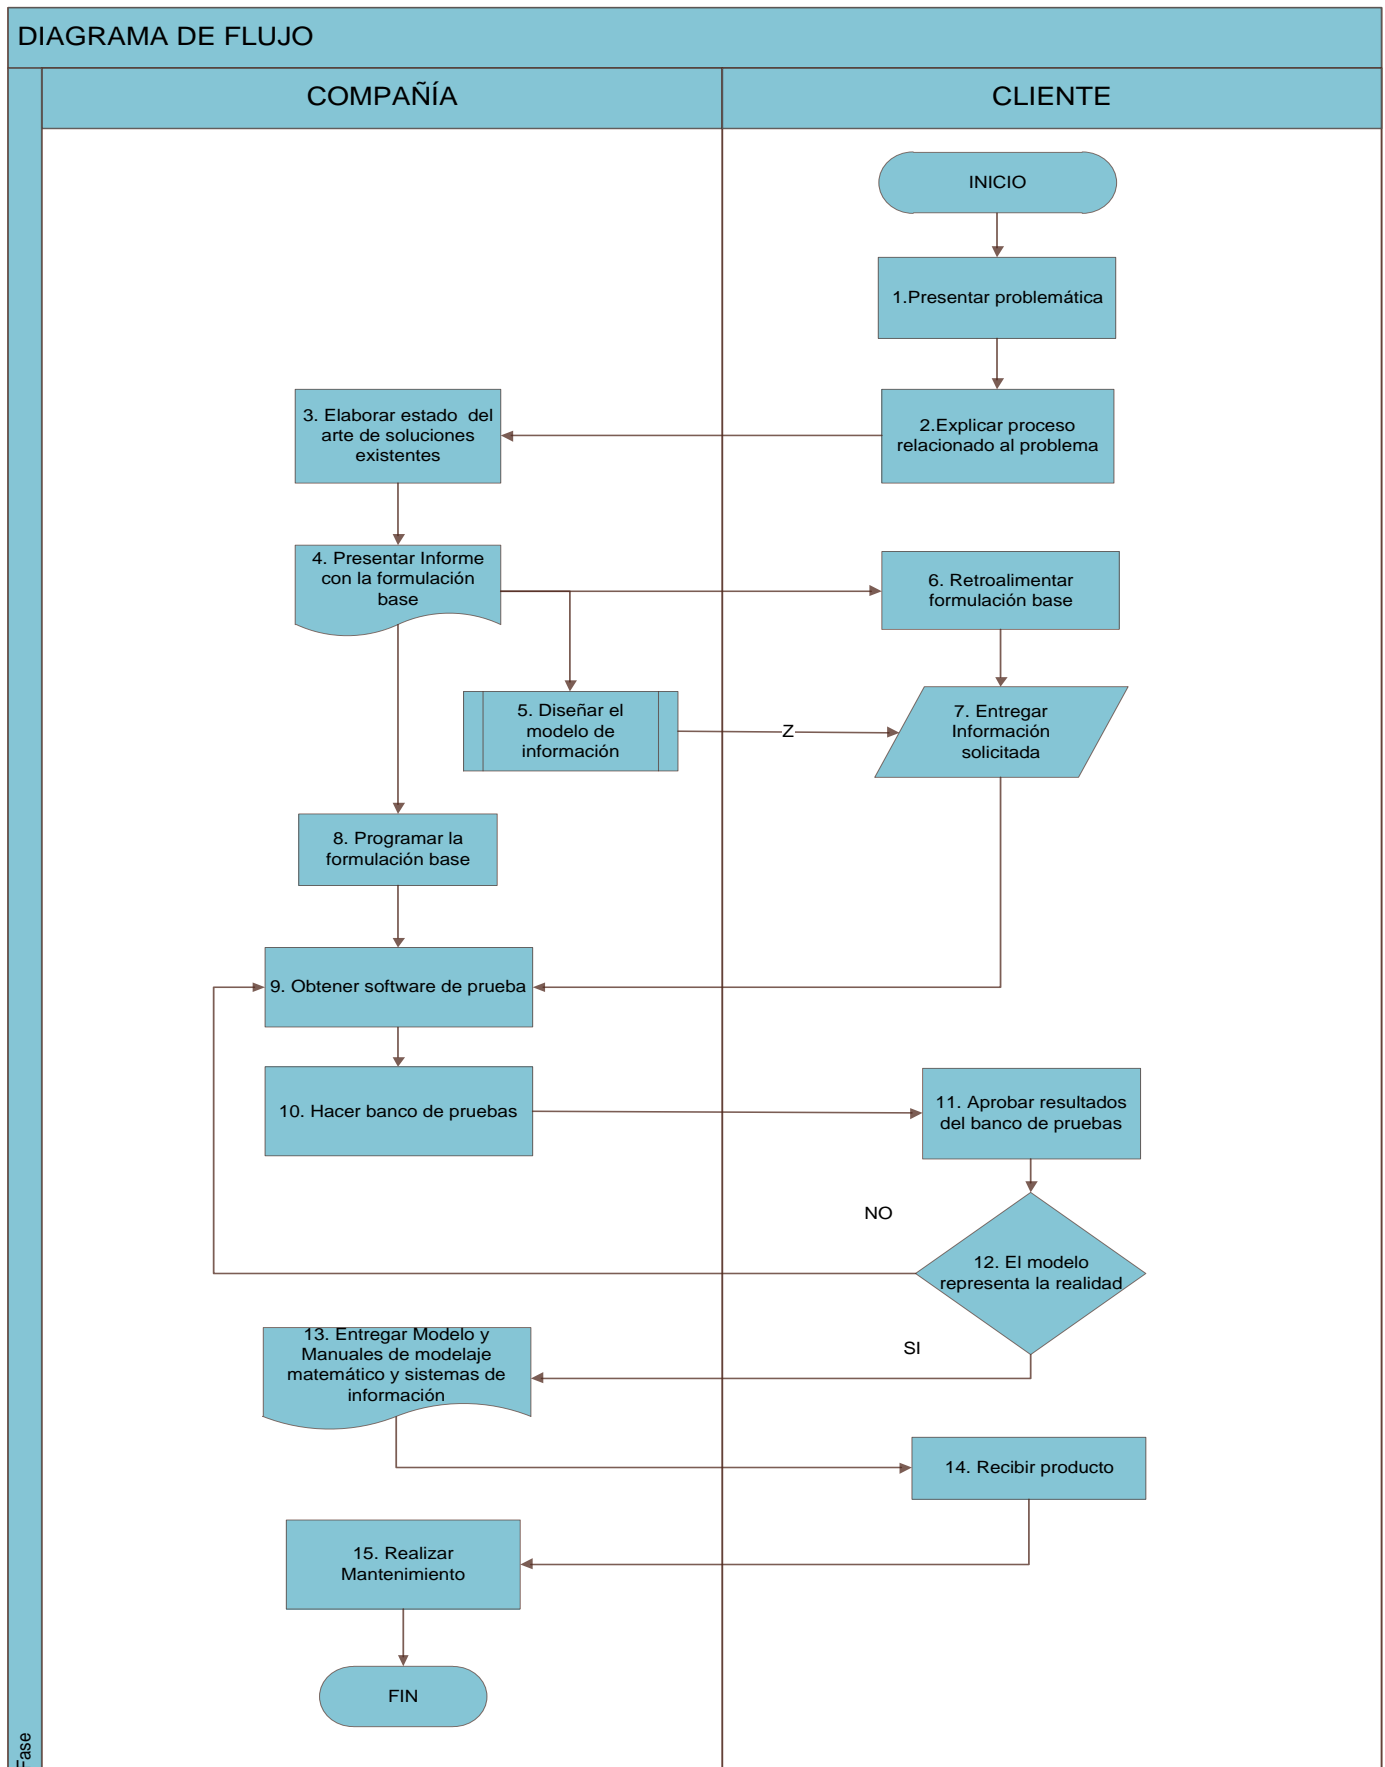 DIAGRAMA DE FLUJO
COMPAÑÍA
CLIENTE
INICIO
1.Presentar problemática
3. Elaborar estado  del
arte de soluciones
existentes
2.Explicar proceso
relacionado al problema
4. Presentar Informe
con la formulación
base
6. Retroalimentar
formulación base
5. Diseñar el
modelo de
información
Z
7. Entregar
Información
solicitada
8. Programar la
formulación base
9. Obtener software de prueba
10. Hacer banco de pruebas
11. Aprobar resultados
del banco de pruebas
NO
12. El modelo
representa la realidad
SI
13. Entregar Modelo y
Manuales de modelaje
matemático y sistemas de
información
14. Recibir producto
15. Realizar
Mantenimiento
FIN
Fase